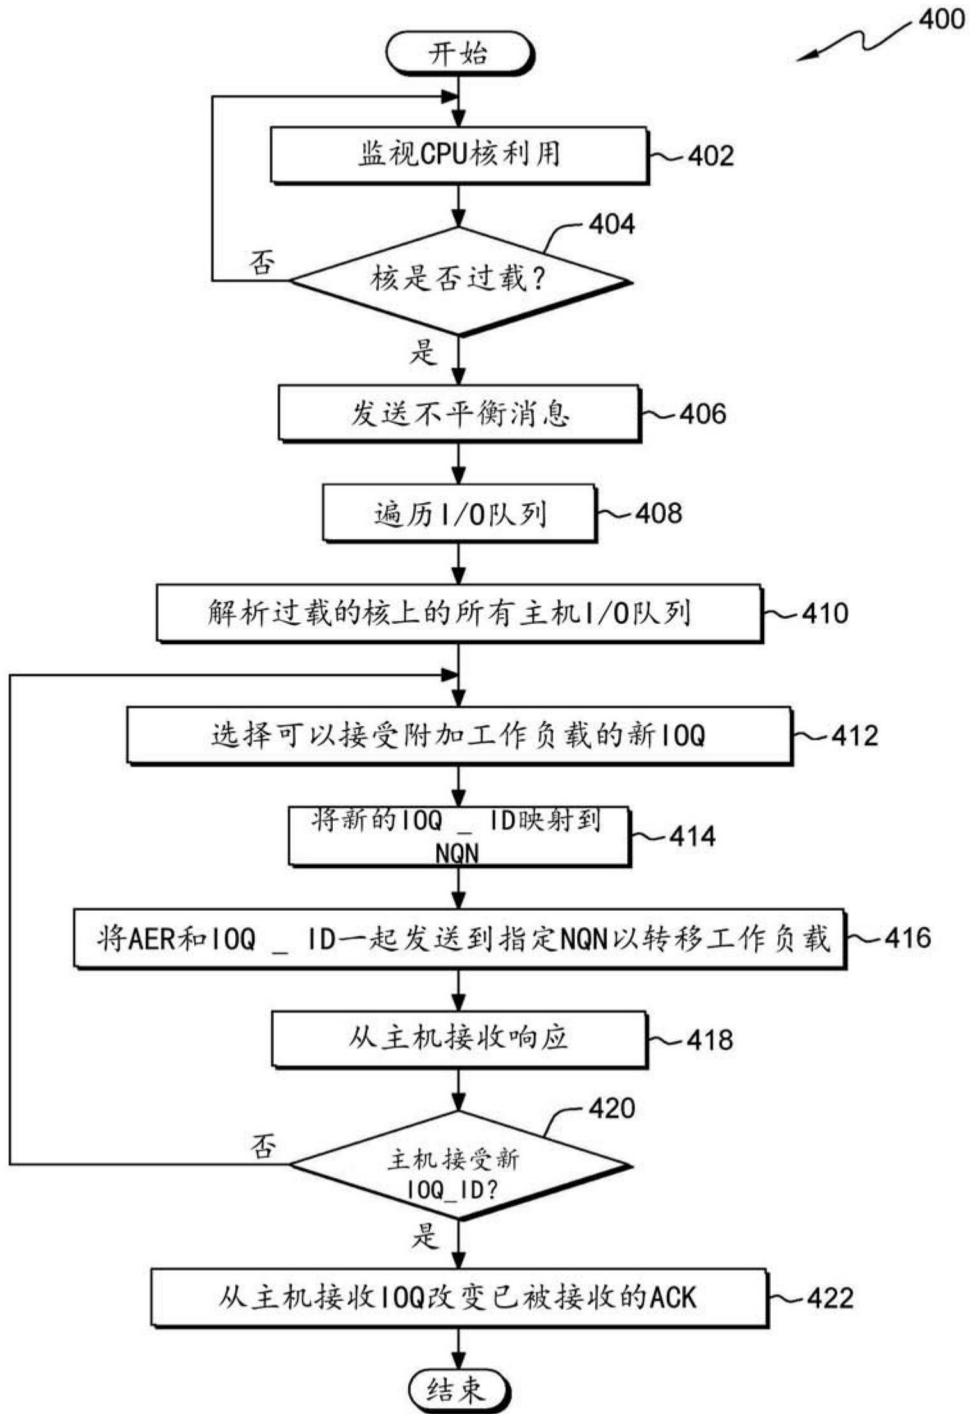 400
开始
监视CPU核利用
402
404
核是否过载?
否
是
发送不平衡消息
406
遍历I/O队列
408
解析过载的核上的所有主机I/O队列
410
选择可以接受附加工作负载的新IOQ
412
将新的IOQ _ ID映射到
NQN
414
将AER和IOQ _ ID一起发送到指定NQN以转移工作负载
416
从主机接收响应
418
420
否
主机接受新
IOQ_ID?
是
从主机接收IOQ改变已被接收的ACK
422
结束